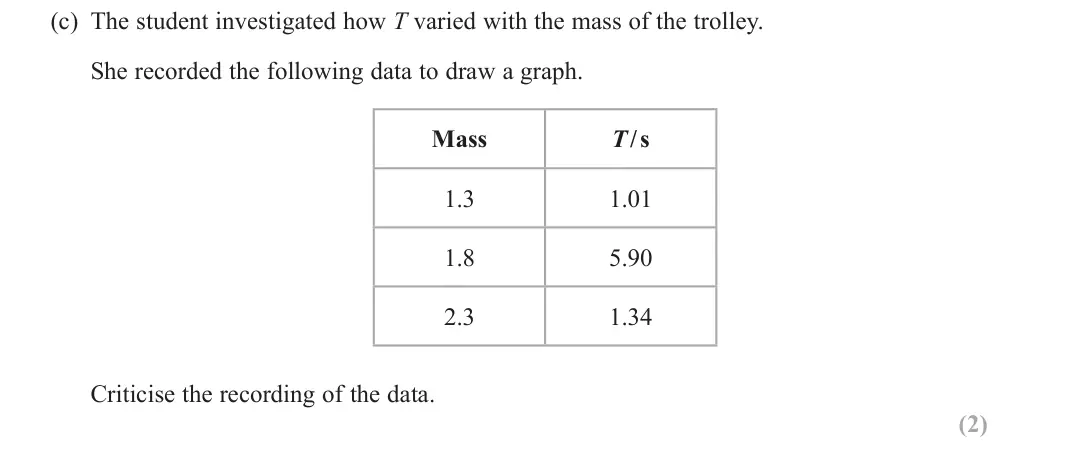 (c) The student investigated how T varied with the mass of the trolley.
She recorded the following data to draw a graph.
Mass T/s
1.3 1.01
1.8 5.90
2.3 1.34
Criticise the recording of the data.
(2)